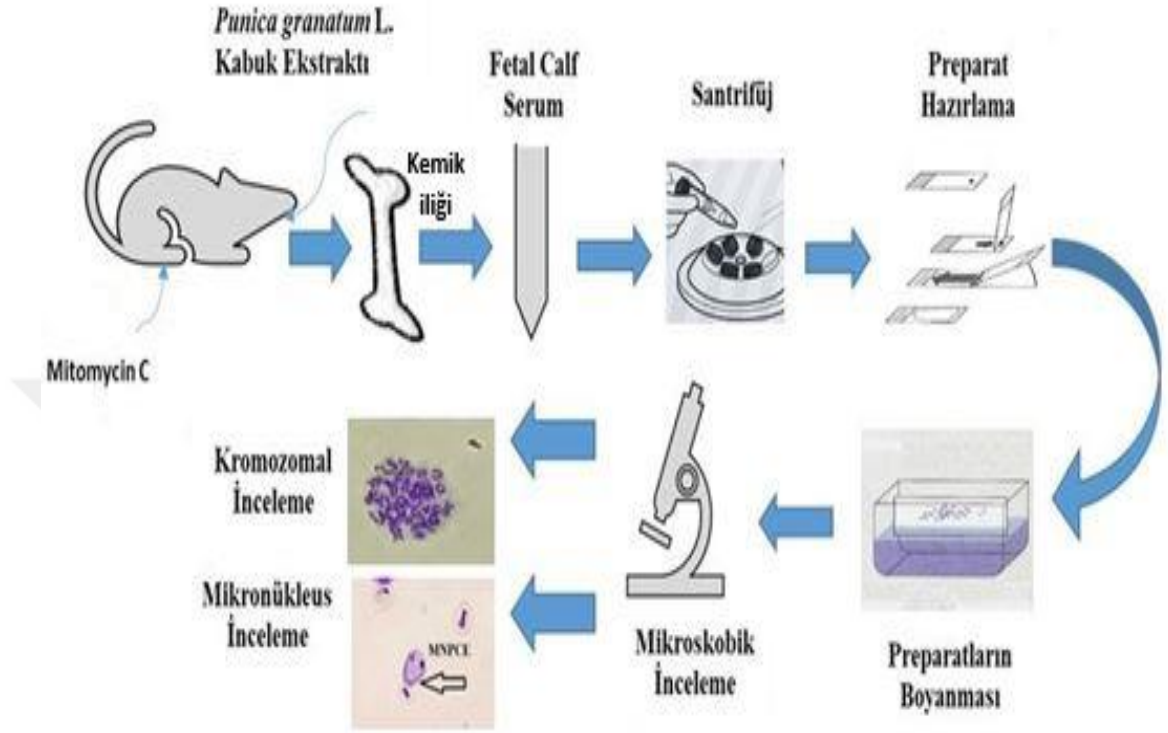 Punica granatum L.
Kabuk Ekstraktı
Fetal Calf
Serum
Santrifüj
Preparat
Hazırlama
Kemik
iliği
Mitomycin C
Kromozomal
İnceleme
Mikronükleus
İnceleme
MNPCE
Mikroskobik
İnceleme
Preparatların
Boyanması